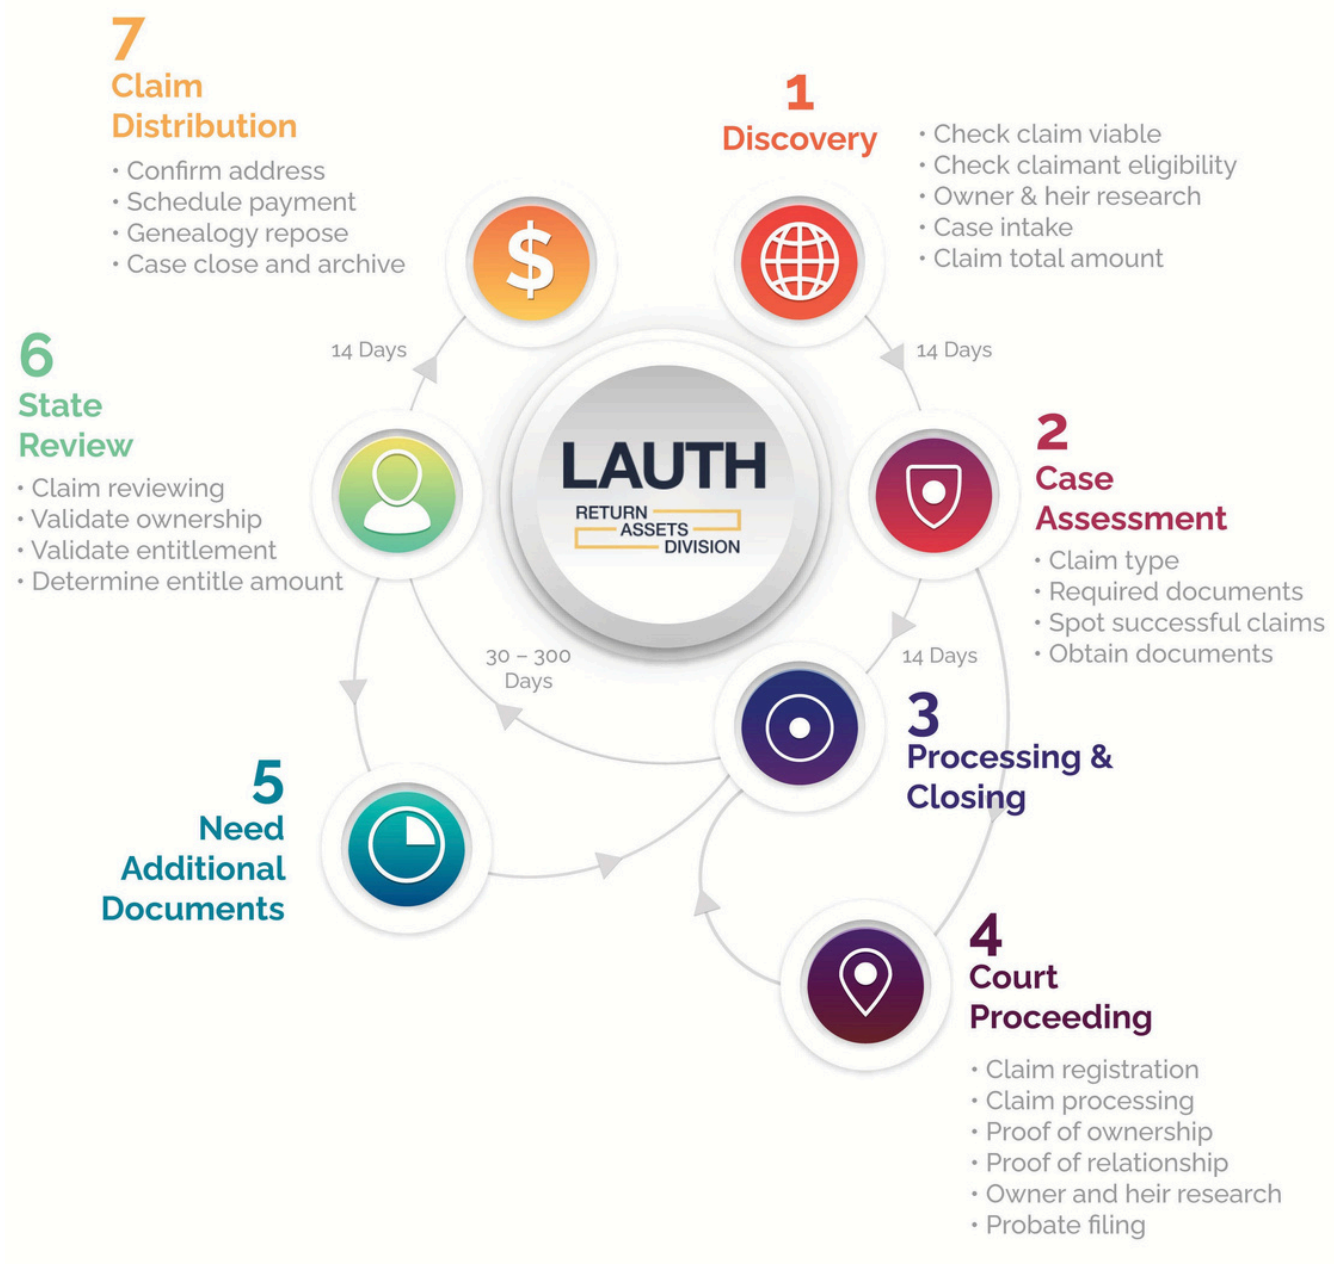 1
Discovery
• Check claim viable
• Check claimant eligibility
• Owner & heir research
• Case intake
• Claim total amount
14 Days
2
Case
Assessment
• Claim type
• Required documents
• Spot successful claims
• Obtain documents
14 Days
3
Processing &
Closing
4
Court
Proceeding
• Claim registration
• Claim processing
• Proof of ownership
• Proof of relationship
• Owner and heir research
• Probate filing
30 – 300
Days
5
Need
Additional
Documents
6
State
Review
• Claim reviewing
• Validate ownership
• Validate entitlement
• Determine entitle amount
14 Days
7
Claim
Distribution
• Confirm address
• Schedule payment
• Genealogy repose
• Case close and archive
$
LAUTH
RETURN
ASSETS
DIVISION